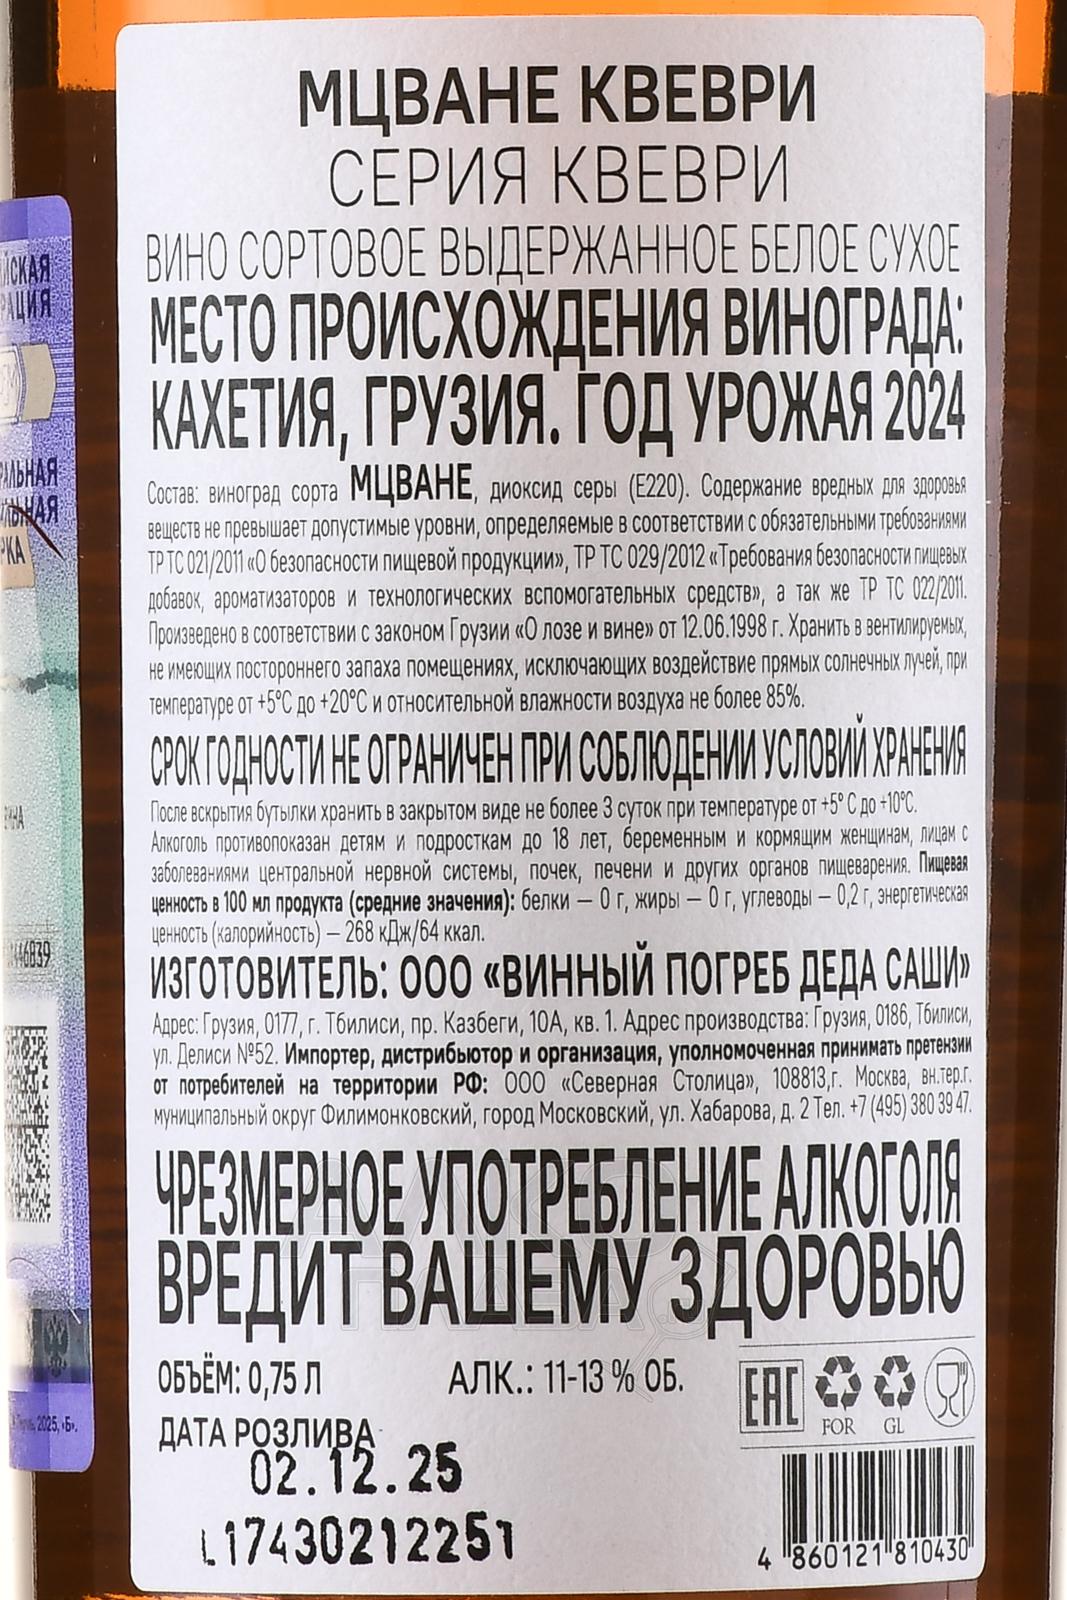 МЦВАНЕ КВЕВРИ
СЕРИЯ КВЕВРИ
ВИНО СОРТОВОЕ ВЫДЕРЖАННОЕ БЕЛОЕ СУХОЕ
МЕСТО ПРОИСХОЖДЕНИЯ ВИНОГРАДА:
КАХЕТИЯ, ГРУЗИЯ. ГОД УРОЖАЯ 2024
Состав: виноград сорта МЦВАНЕ, диоксид серы (Е220). Содержание вредных для здоровья
веществ не превышает допустимые уровни, определяемые в соответствии с обязательными требованиями
ТР ТС 021/2011 «О безопасности пищевой продукции», ТР ТС 029/2012 «Требования безопасности пищевых
добавок, ароматизаторов и технологических вспомогательных средств», а так же ТР ТС 022/2011.
Произведено в соответствии с законом Грузии «О лозе и вине» от 12.06.1998 г. Хранить в вентилируемых,
не имеющих постороннего запаха помещениях, исключающих воздействие прямых солнечных лучей, при
температуре от +5°С до +20°С и относительной влажности воздуха не более 85%.
СРОК ГОДНОСТИ НЕ ОГРАНИЧЕН ПРИ СОБЛЮДЕНИИ УСЛОВИЙ ХРАНЕНИЯ
После вскрытия бутылки хранить в закрытом виде не более 3 суток при температуре от +5° С до +10°С.
Алкоголь противопоказан детям и подросткам до 18 лет, беременным и кормящим женщинам, лицам с
заболеваниями центральной нервной системы, почек, печени и других органов пищеварения. Пищевая
ценность в 100 мл продукта (средние значения): белки — 0 г, жиры — 0 г, углеводы — 0,2 г, энергетическая
ценность (калорийность) — 268 кДж/64 ккал.
ИЗГОТОВИТЕЛЬ: ООО «ВИННЫЙ ПОГРЕБ ДЕДА САШИ»
Адрес: Грузия, 0177, г. Тбилиси, пр. Казбеги, 10А, кв. 1. Адрес производства: Грузия, 0186, Тбилиси,
ул. Делиси №52. Импортер, дистрибьютор и организация, уполномоченная принимать претензии
от потребителей на территории РФ: ООО «Северная Столица», 108813,г. Москва, вн.тер.г.
муниципальный округ Филимонковский, город Московский, ул. Хабарова, д. 2 Тел. +7 (495) 380 39 47.
ЧРЕЗМЕРНОЕ УПОТРЕБЛЕНИЕ АЛКОГОЛЯ
ВРЕДИТ ВАШЕМУ ЗДОРОВЬЮ
ОБЪЁМ: 0,75 Л АЛК.: 11-13 % ОБ.
EAC FOR GL
ДАТА РОЗЛИВА
02.12.25
L17430212251
4 860121 810430